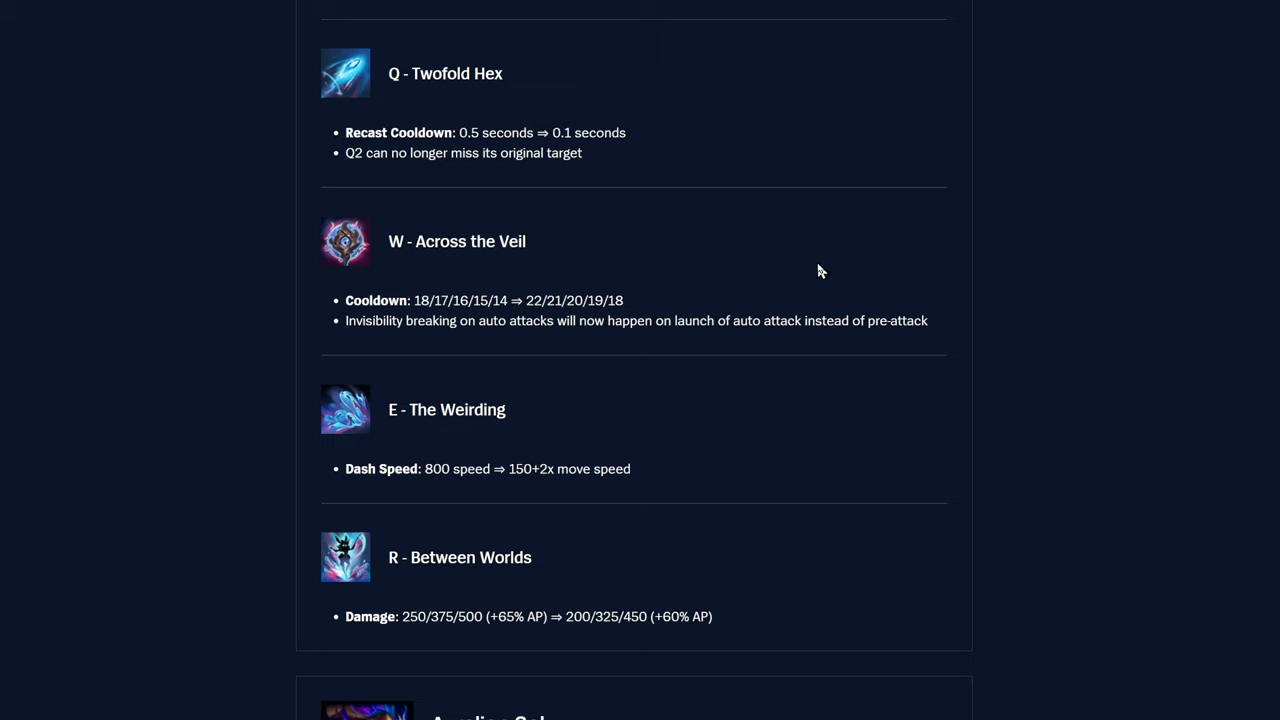 Q - Twofold Hex
Recast Cooldown: 0.5 seconds ⇒ 0.1 seconds
Q2 can no longer miss its original target
W - Across the Veil
Cooldown: 18/17/16/15/14 ⇒ 22/21/20/19/18
Invisibility breaking on auto attacks will now happen on launch of auto attack instead of pre-attack
E - The Weirding
Dash Speed: 800 speed ⇒ 150+2x move speed
R - Between Worlds
Damage: 250/375/500 (+65% AP) ⇒ 200/325/450 (+60% AP)